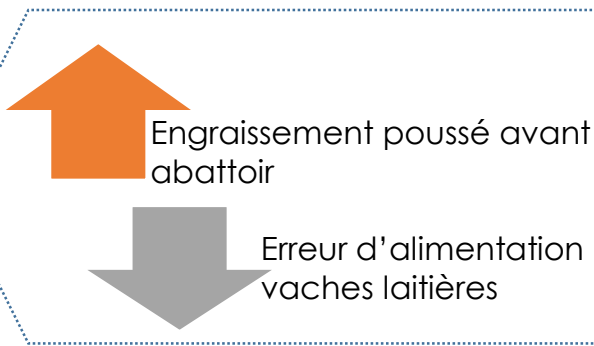 Engraissement poussé avant
abattoir
Erreur d’alimentation
vaches laitières